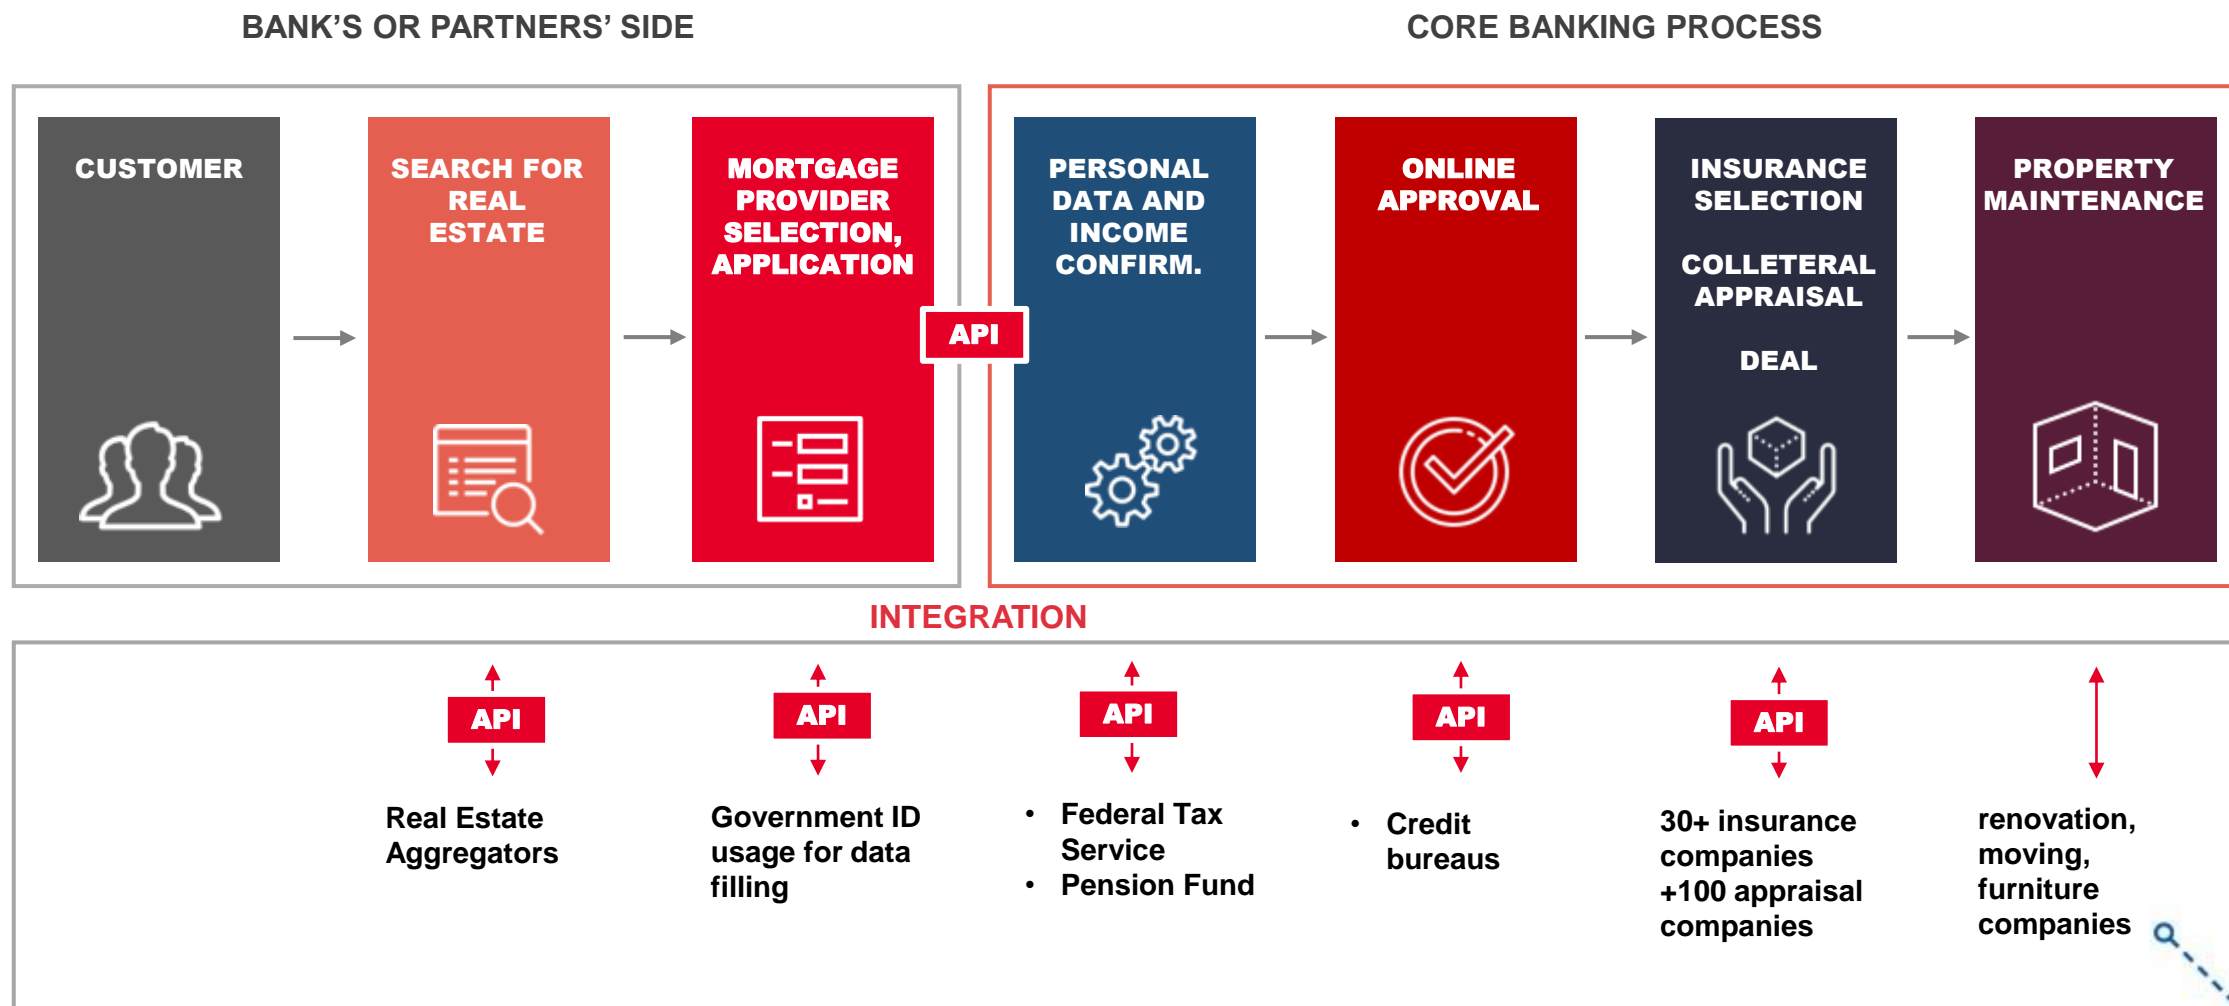 BANK'S OR PARTNERS' SIDE
CORE BANKING PROCESS
CUSTOMER
SEARCH FOR
REAL
ESTATE
MORTGAGE
PROVIDER
SELECTION,
APPLICATION
API
PERSONAL
DATA AND
INCOME
CONFIRM.
ONLINE
APPROVAL
INSURANCE
SELECTION
COLLETERAL
APPRAISAL
DEAL
PROPERTY
MAINTENANCE
INTEGRATION
API
Real Estate
Aggregators
API
Government ID
usage for data
filling
API
• Federal Tax
Service
• Pension Fund
API
• Credit
bureaus
API
30+ insurance
companies
+100 appraisal
companies
renovation,
moving,
furniture
companies